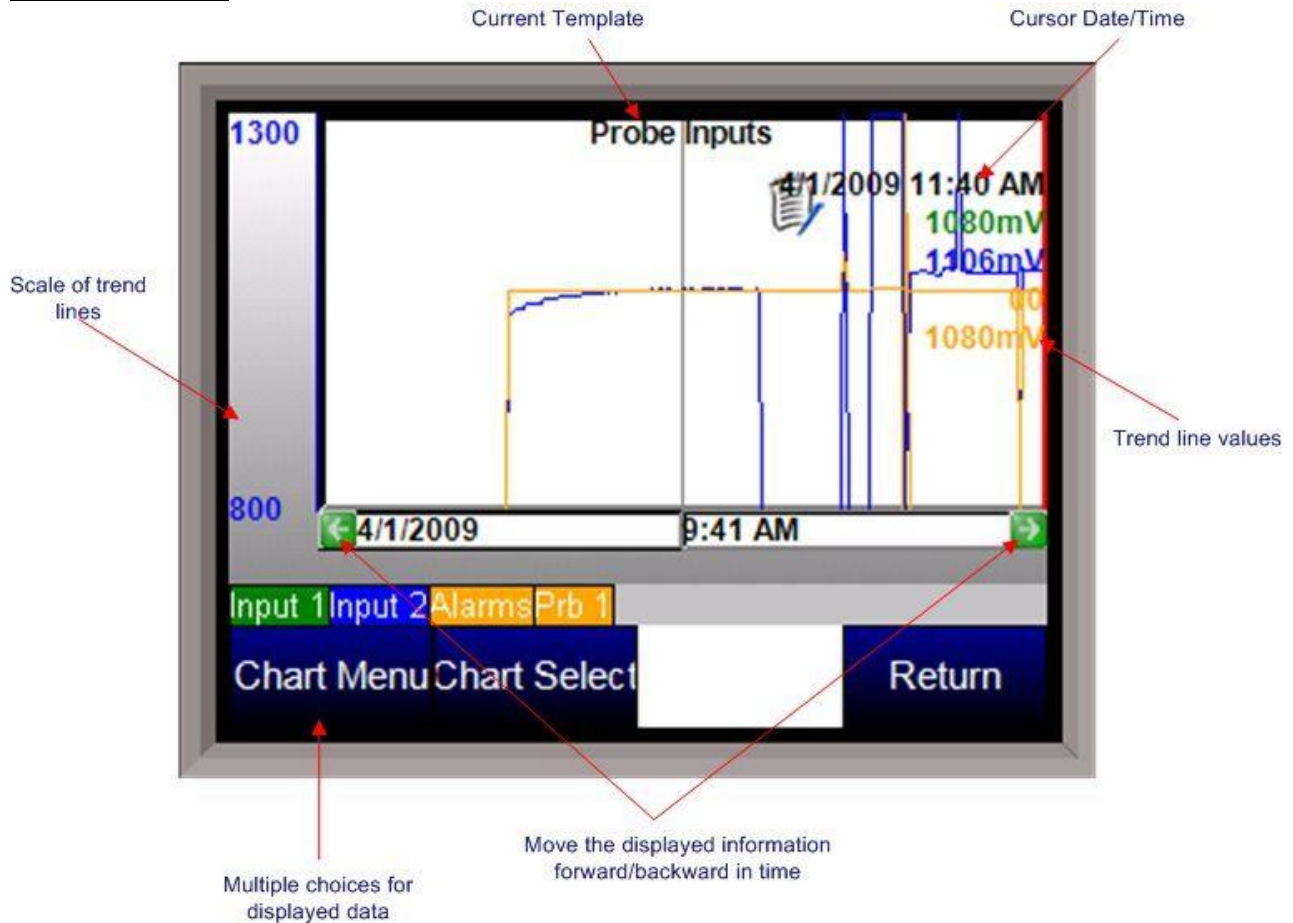 Current Template
Cursor Date/Time
1300
Probe Inputs
4/1/2009 11:40 AM
1080mV
1106mV
00
1080mV
Scale of trend
lines
Trend line values
800
4/1/2009
9:41 AM
Input 1
Input 2
Alarms
Prb 1
Chart Menu
Chart Select
Return
Move the displayed information
forward/backward in time
Multiple choices for
displayed data